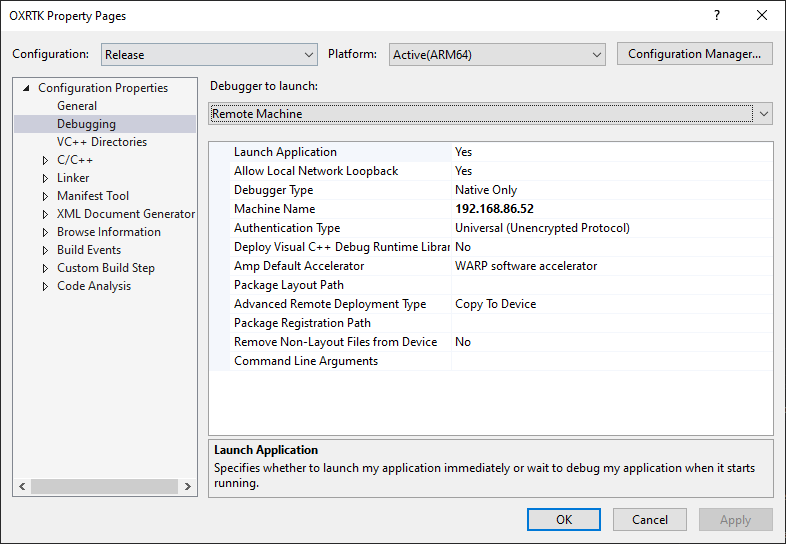 OXRTK Property Pages
Configuration: Release Platform: Active(ARM64) Configuration Manager...
Configuration Properties
General
Debugging
VC++ Directories
C/C++
Linker
Manifest Tool
XML Document Generator
Browse Information
Build Events
Custom Build Step
Code Analysis
Debugger to launch:
Remote Machine
Launch Application Yes
Allow Local Network Loopback Yes
Debugger Type Native Only
Machine Name 192.168.86.52
Authentication Type Universal (Unencrypted Protocol)
Deploy Visual C++ Debug Runtime Librar No
Amp Default Accelerator WARP software accelerator
Package Layout Path
Advanced Remote Deployment Type Copy To Device
Package Registration Path
Remove Non-Layout Files from Device No
Command Line Arguments
Launch Application
Specifies whether to launch my application immediately or wait to debug my application when it starts
running.
OK Cancel Apply